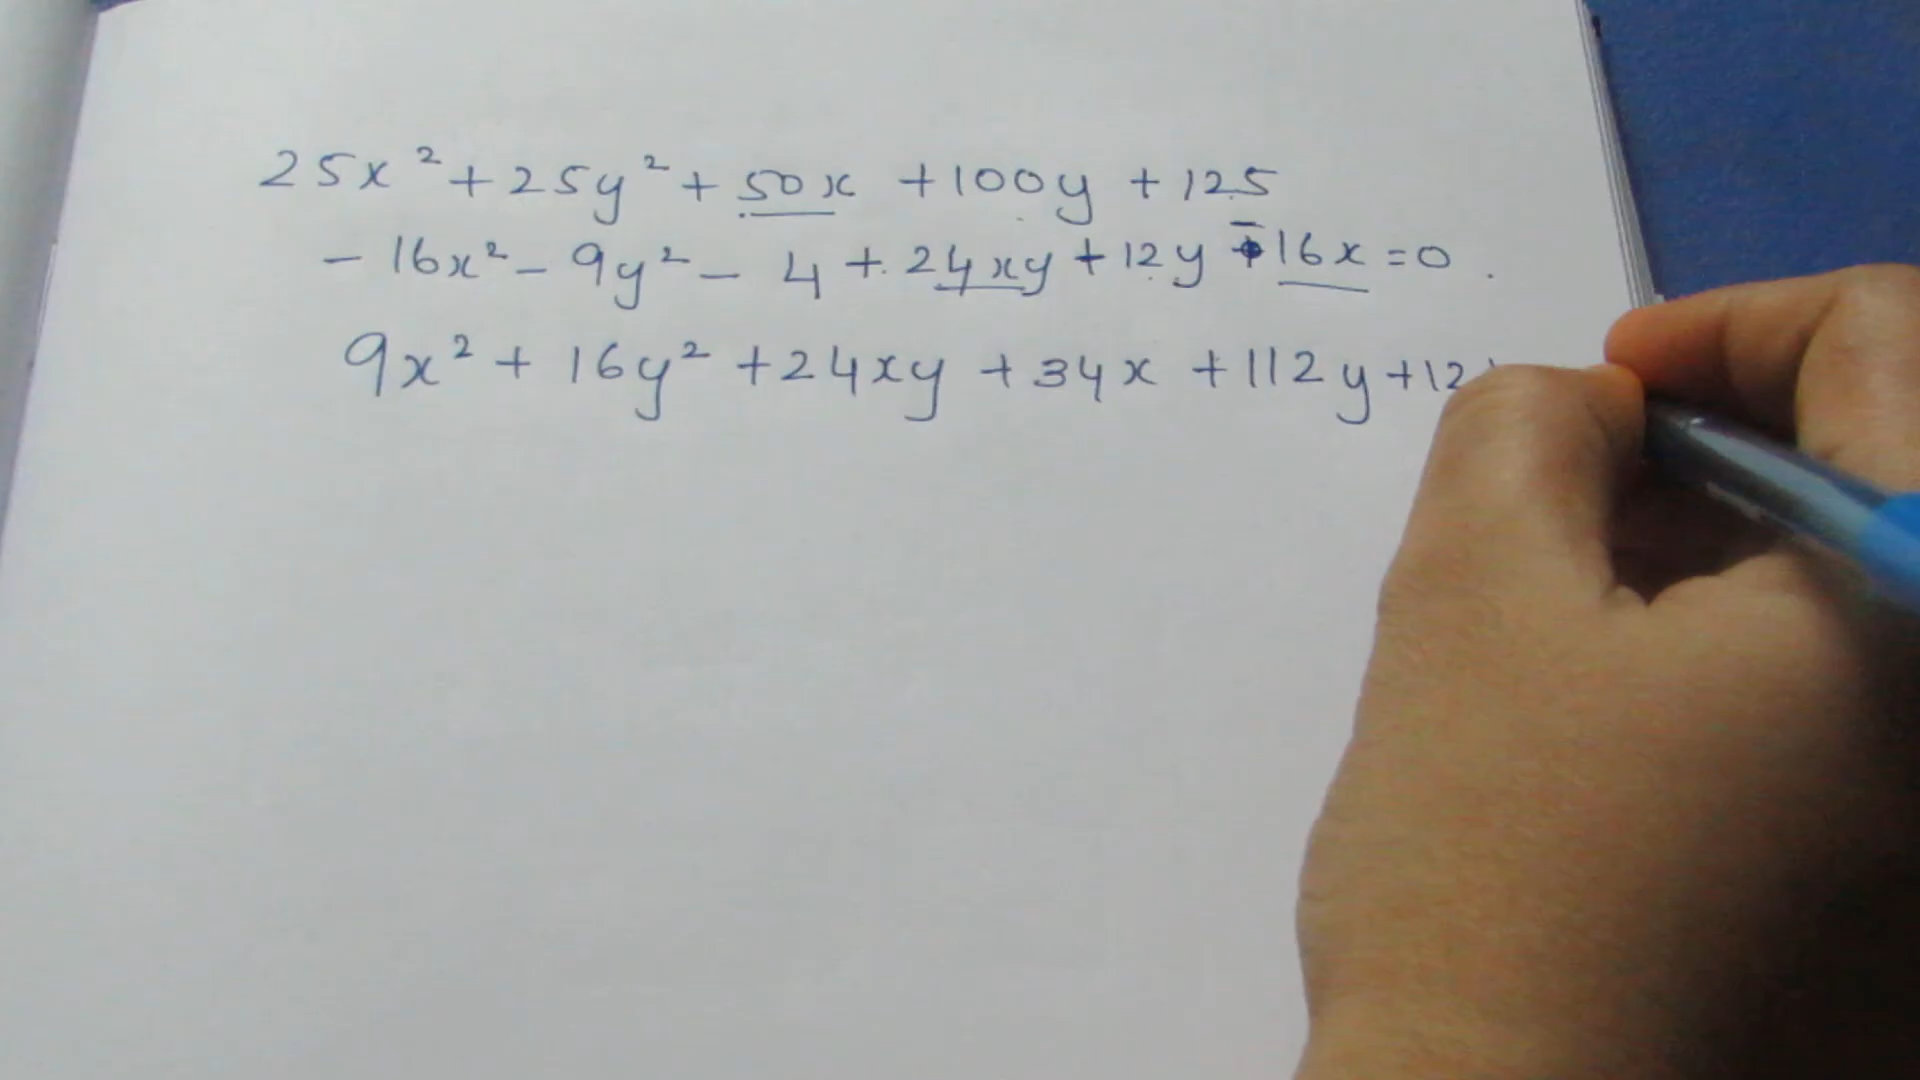 25x² + 25y² + 50x + 100y + 125
- 16x² - 9y² - 4 + 24xy + 12y - 16x = 0.
9x² + 16y² + 24xy + 34x + 112y + 12